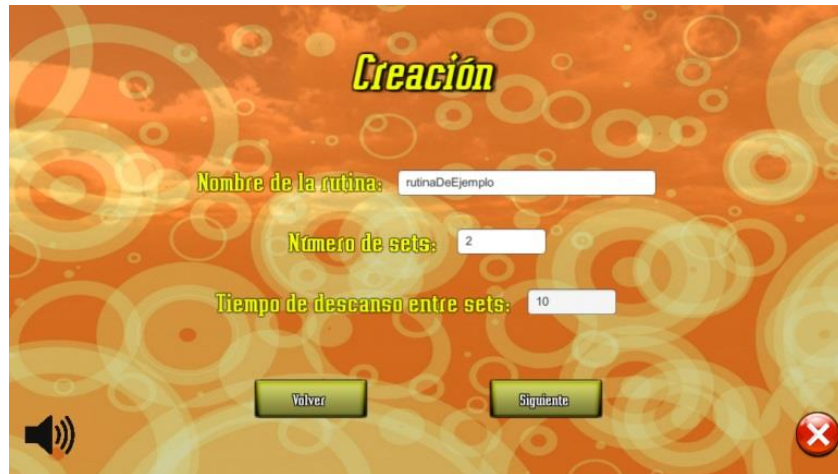 Creación
Nombre de la rutina: rutinaDeEjemplo
Número de sets: 2
Tiempo de descanso entre sets: 10
Volver Siguiente